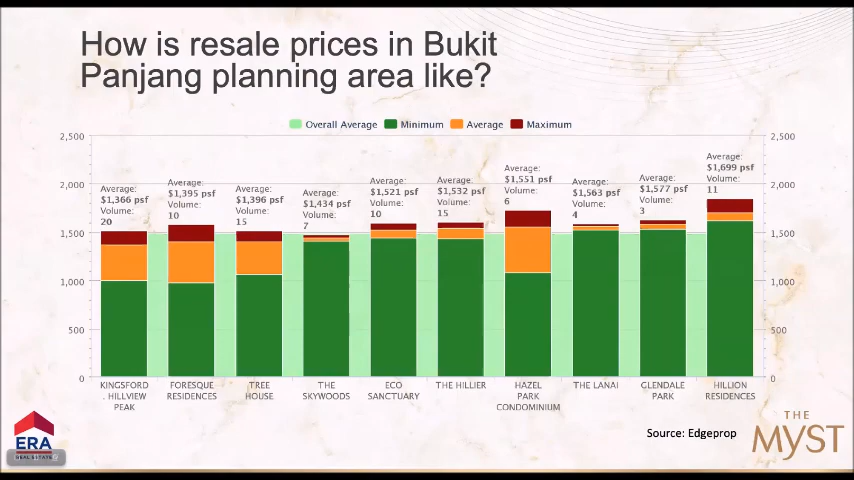 How is resale prices in Bukit
Panjang planning area like?
Overall Average Minimum Average Maximum
2,500
2,000
1,500
1,000
500
0
2,500
2,000
1,500
1,000
500
0
Average:
$1,366 psf
Volume:
20
Average:
$1,395 psf
Volume:
10
Average:
$1,396 psf
Volume:
15
Average:
$1,434 psf
Volume:
7
Average:
$1,521 psf
Volume:
10
Average:
$1,532 psf
Volume:
15
Average:
$1,551 psf
Volume:
6
Average:
$1,563 psf
Volume:
4
Average:
$1,577 psf
Volume:
3
Average:
$1,699 psf
Volume:
11
KINGSFORD
. HILLVIEW
PEAK
FORESQUE
RESIDENCES
TREE
HOUSE
THE
SKYWOODS
ECO
SANCTUARY
THE HILLIER
HAZEL
PARK
CONDOMINIUM
THE LANAI
GLENDALE
PARK
HILLION
RESIDENCES
Source: Edgeprop
ERA
REAL ESTATE
THE
MYST